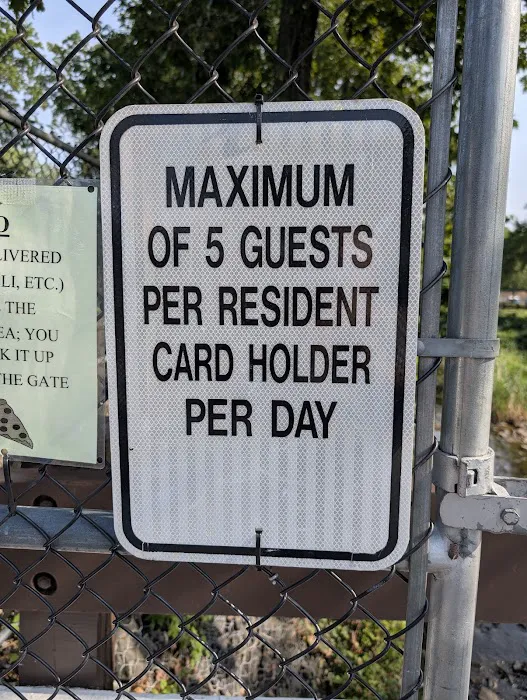 MAXIMUM
OF 5 GUESTS
PER RESIDENT
CARD HOLDER
PER DAY
LIVERED
LI, ETC.)
THE
EA; YOU
K IT UP
THE GATE